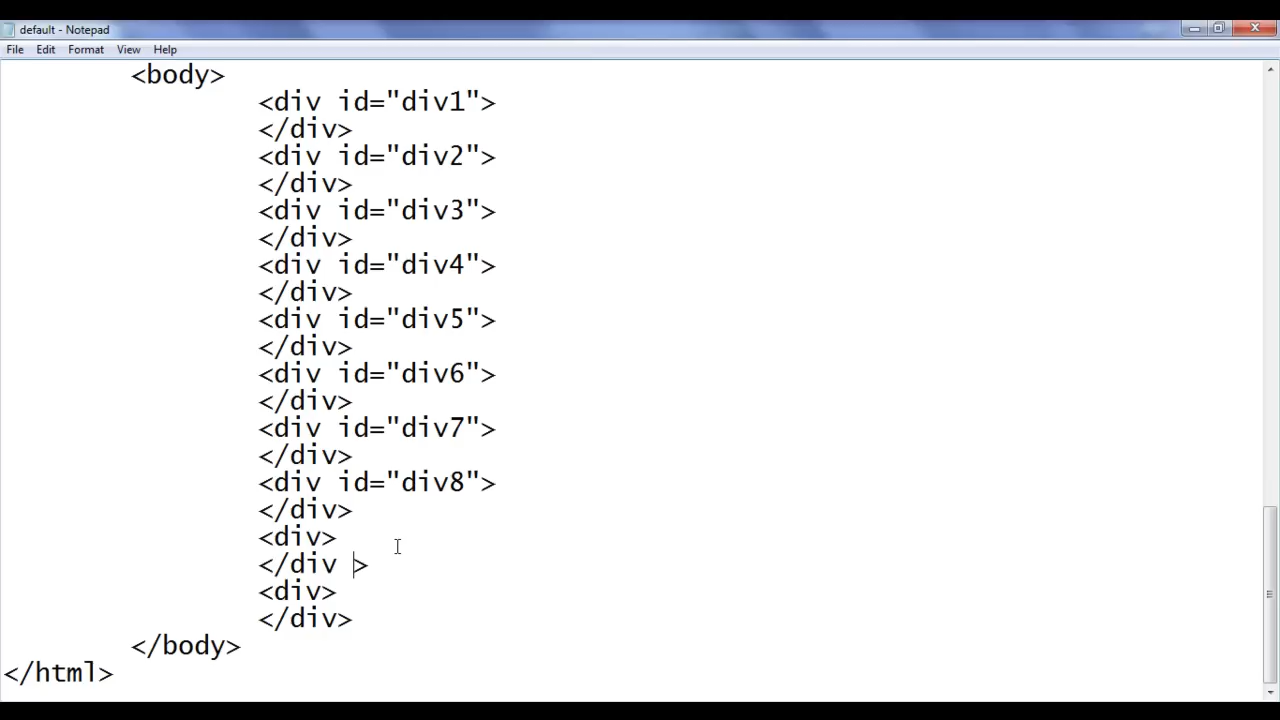 default - Notepad
File Edit Format View Help
<body>
<div id="div1">
</div>
<div id="div2">
</div>
<div id="div3">
</div>
<div id="div4">
</div>
<div id="div5">
</div>
<div id="div6">
</div>
<div id="div7">
</div>
<div id="div8">
</div>
<div>
</div >
<div>
</div>
</body>
</html>